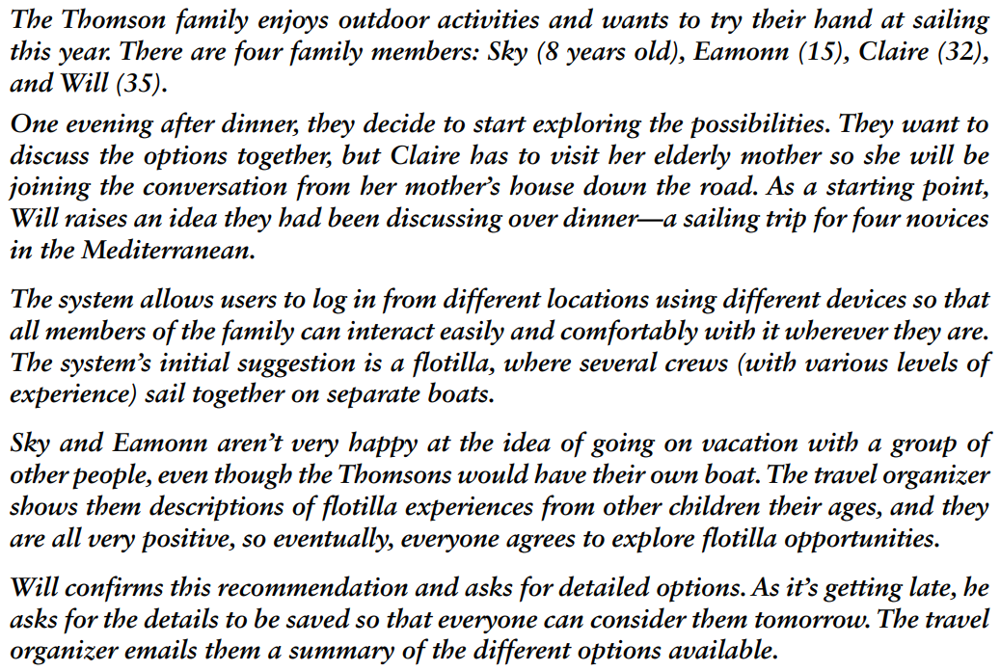 The Thomson family enjoys outdoor activities and wants to try their hand at sailing
this year. There are four family members: Sky (8 years old), Eamonn (15), Claire (32),
and Will (35).
One evening after dinner, they decide to start exploring the possibilities. They want to
discuss the options together, but Claire has to visit her elderly mother so she will be
joining the conversation from her mother's house down the road. As a starting point,
Will raises an idea they had been discussing over dinner—a sailing trip for four novices
in the Mediterranean.
The system allows users to log in from different locations using different devices so that
all members of the family can interact easily and comfortably with it wherever they are.
The system's initial suggestion is a flotilla, where several crews (with various levels of
experience) sail together on separate boats.
Sky and Eamonn aren't very happy at the idea of going on vacation with a group of
other people, even though the Thomsons would have their own boat. The travel organizer
shows them descriptions of flotilla experiences from other children their ages, and they
are all very positive, so eventually, everyone agrees to explore flotilla opportunities.
Will confirms this recommendation and asks for detailed options. As it's getting late, he
asks for the details to be saved so that everyone can consider them tomorrow. The travel
organizer emails them a summary of the different options available.